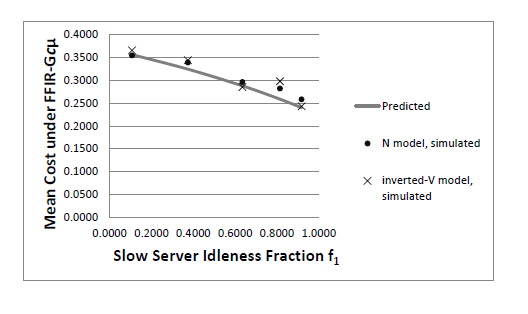 0.4000
0.3500
0.3000
0.2500
0.2000
0.1500
0.1000
0.0500
0.0000
Mean Cost under FFIR-Gcμ
0.0000 0.2000 0.4000 0.6000 0.8000 1.0000
Slow Server Idleness Fraction f1
Predicted
N model, simulated
inverted-V model,
simulated